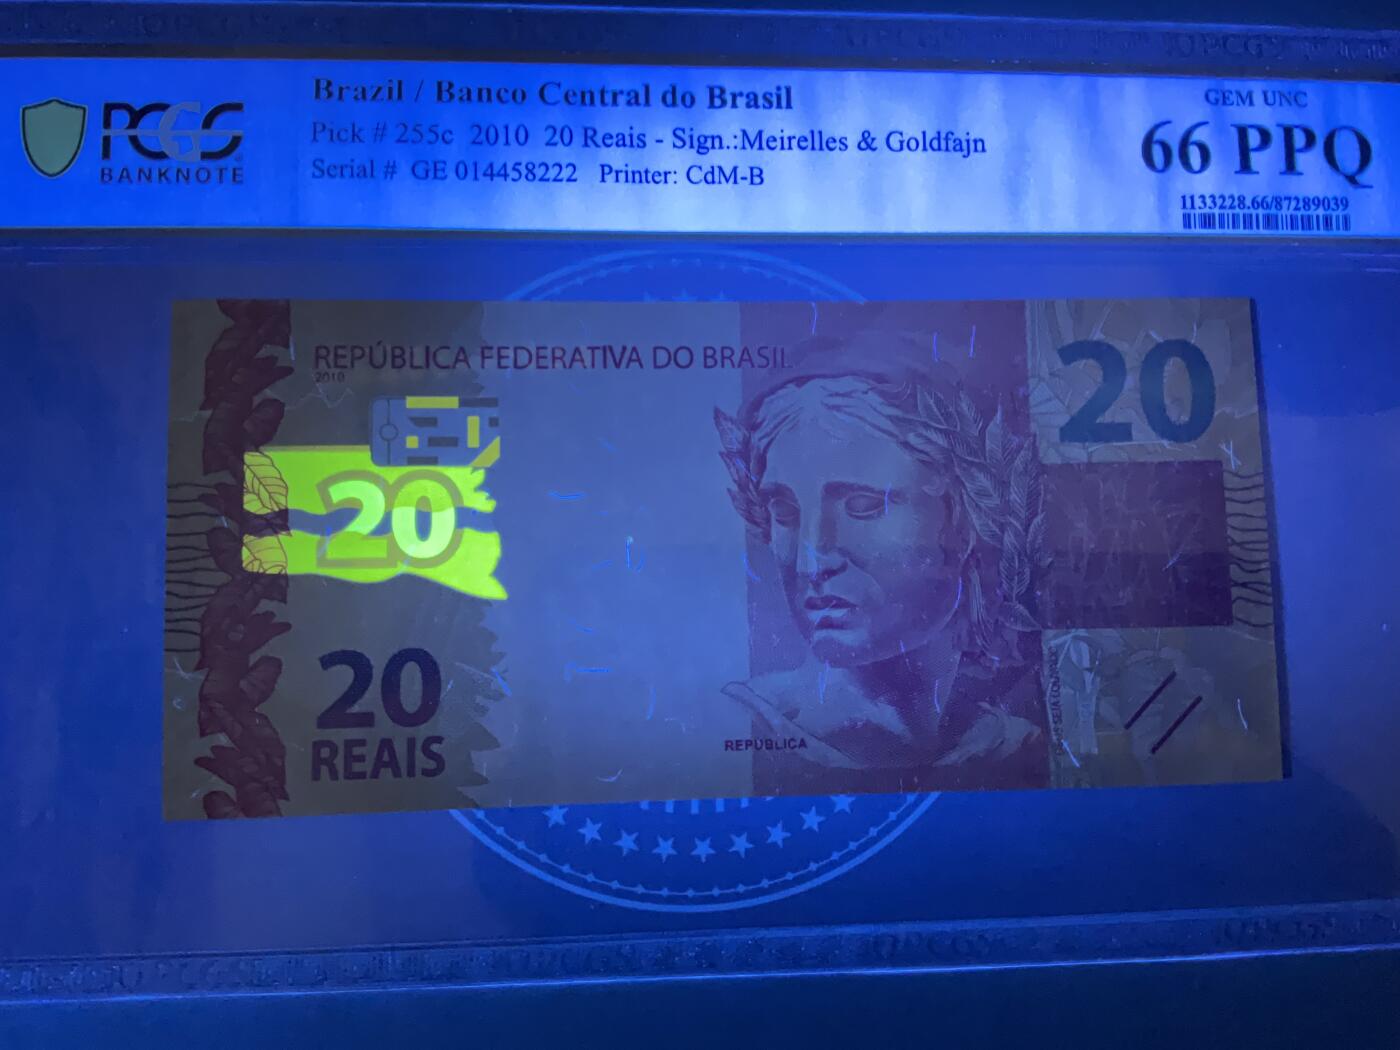 PCGS
BANKNOTE
Brazil / Banco Central do Brasil
Pick # 255c 2010 20 Reais - Sign.:Meirelles & Goldfajn
Serial # GE 014458222 Printer: CdM-B
GEM UNC
66 PPQ
1133228.66/87289039
REPÚBLICA FEDERATIVA DO BRASIL
2010
20
20
20
REAIS
REPÚBLICA